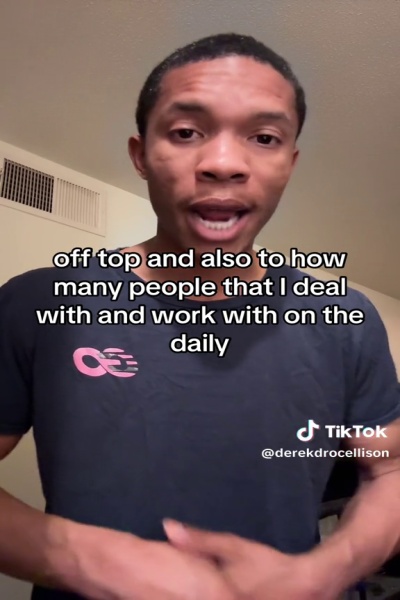 off top and also to how
many people that I deal
with and work with on the
daily
TikTok
@derekdrocellison